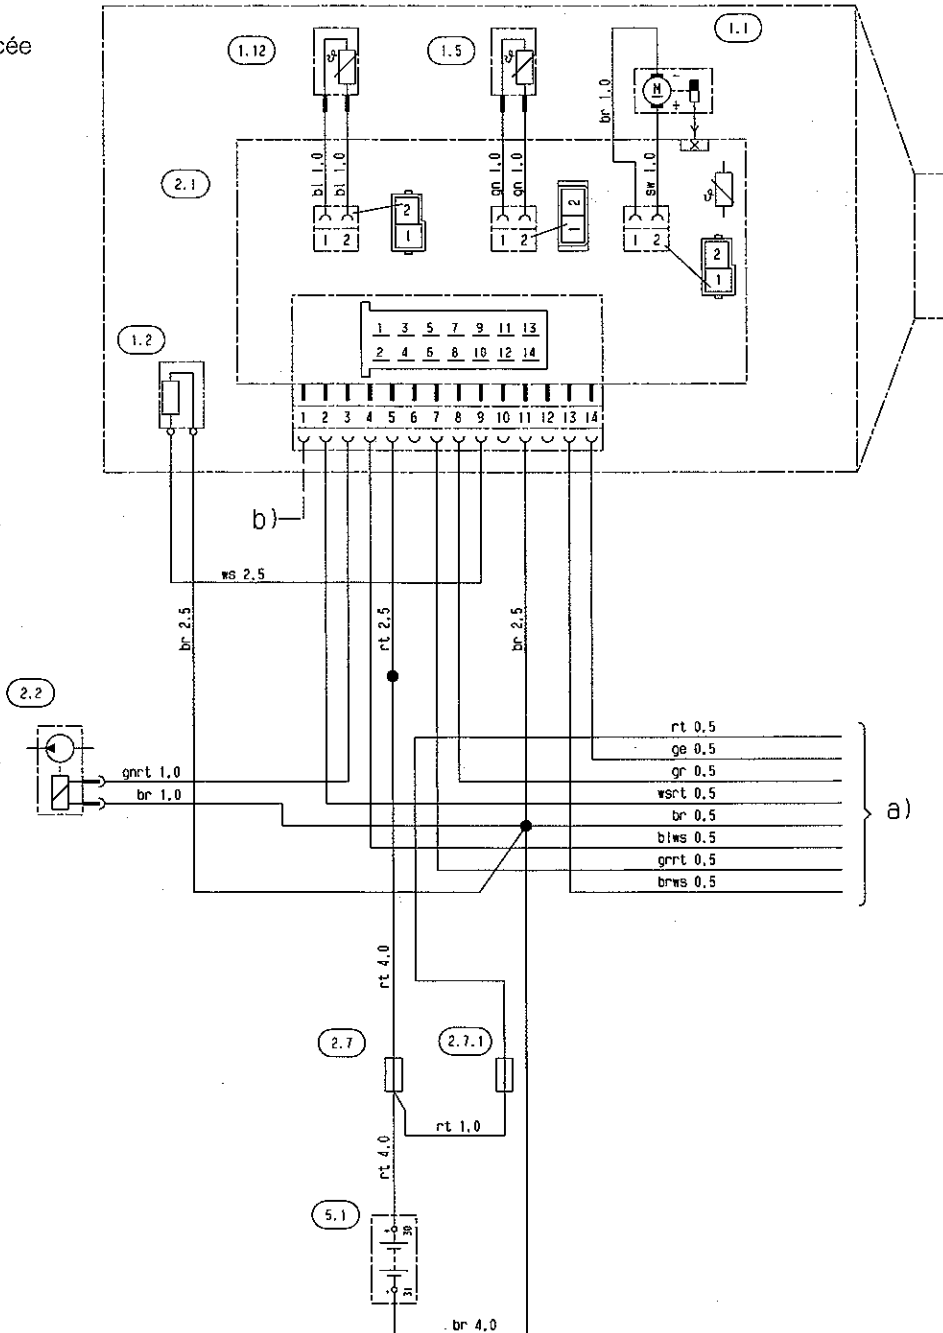 cée
1.12
1.5
1.1
M
-
+
br 1.0
2.1
bl 1.0
bl 1.0
gn 1.0
gn 1.0
sw 1.0
1 2
2
1
1 2
2
1
1 2
2
1
1.2
1 3 5 7 9 11 13
2 4 6 8 10 12 14
1 2 3 4 5 6 7 8 9 10 11 12 13 14
b)
ws 2.5
br 2.5
rt 2.5
br 2.5
2.2
rt 0.5
ge 0.5
gnrt 1.0
gr 0.5
br 1.0
wsrt 0.5
br 0.5
a)
blws 0.5
grrt 0.5
brws 0.5
rt 4.0
2.7
2.7.1
rt 1.0
rt 4.0
5.1
+
30
31
br 4.0